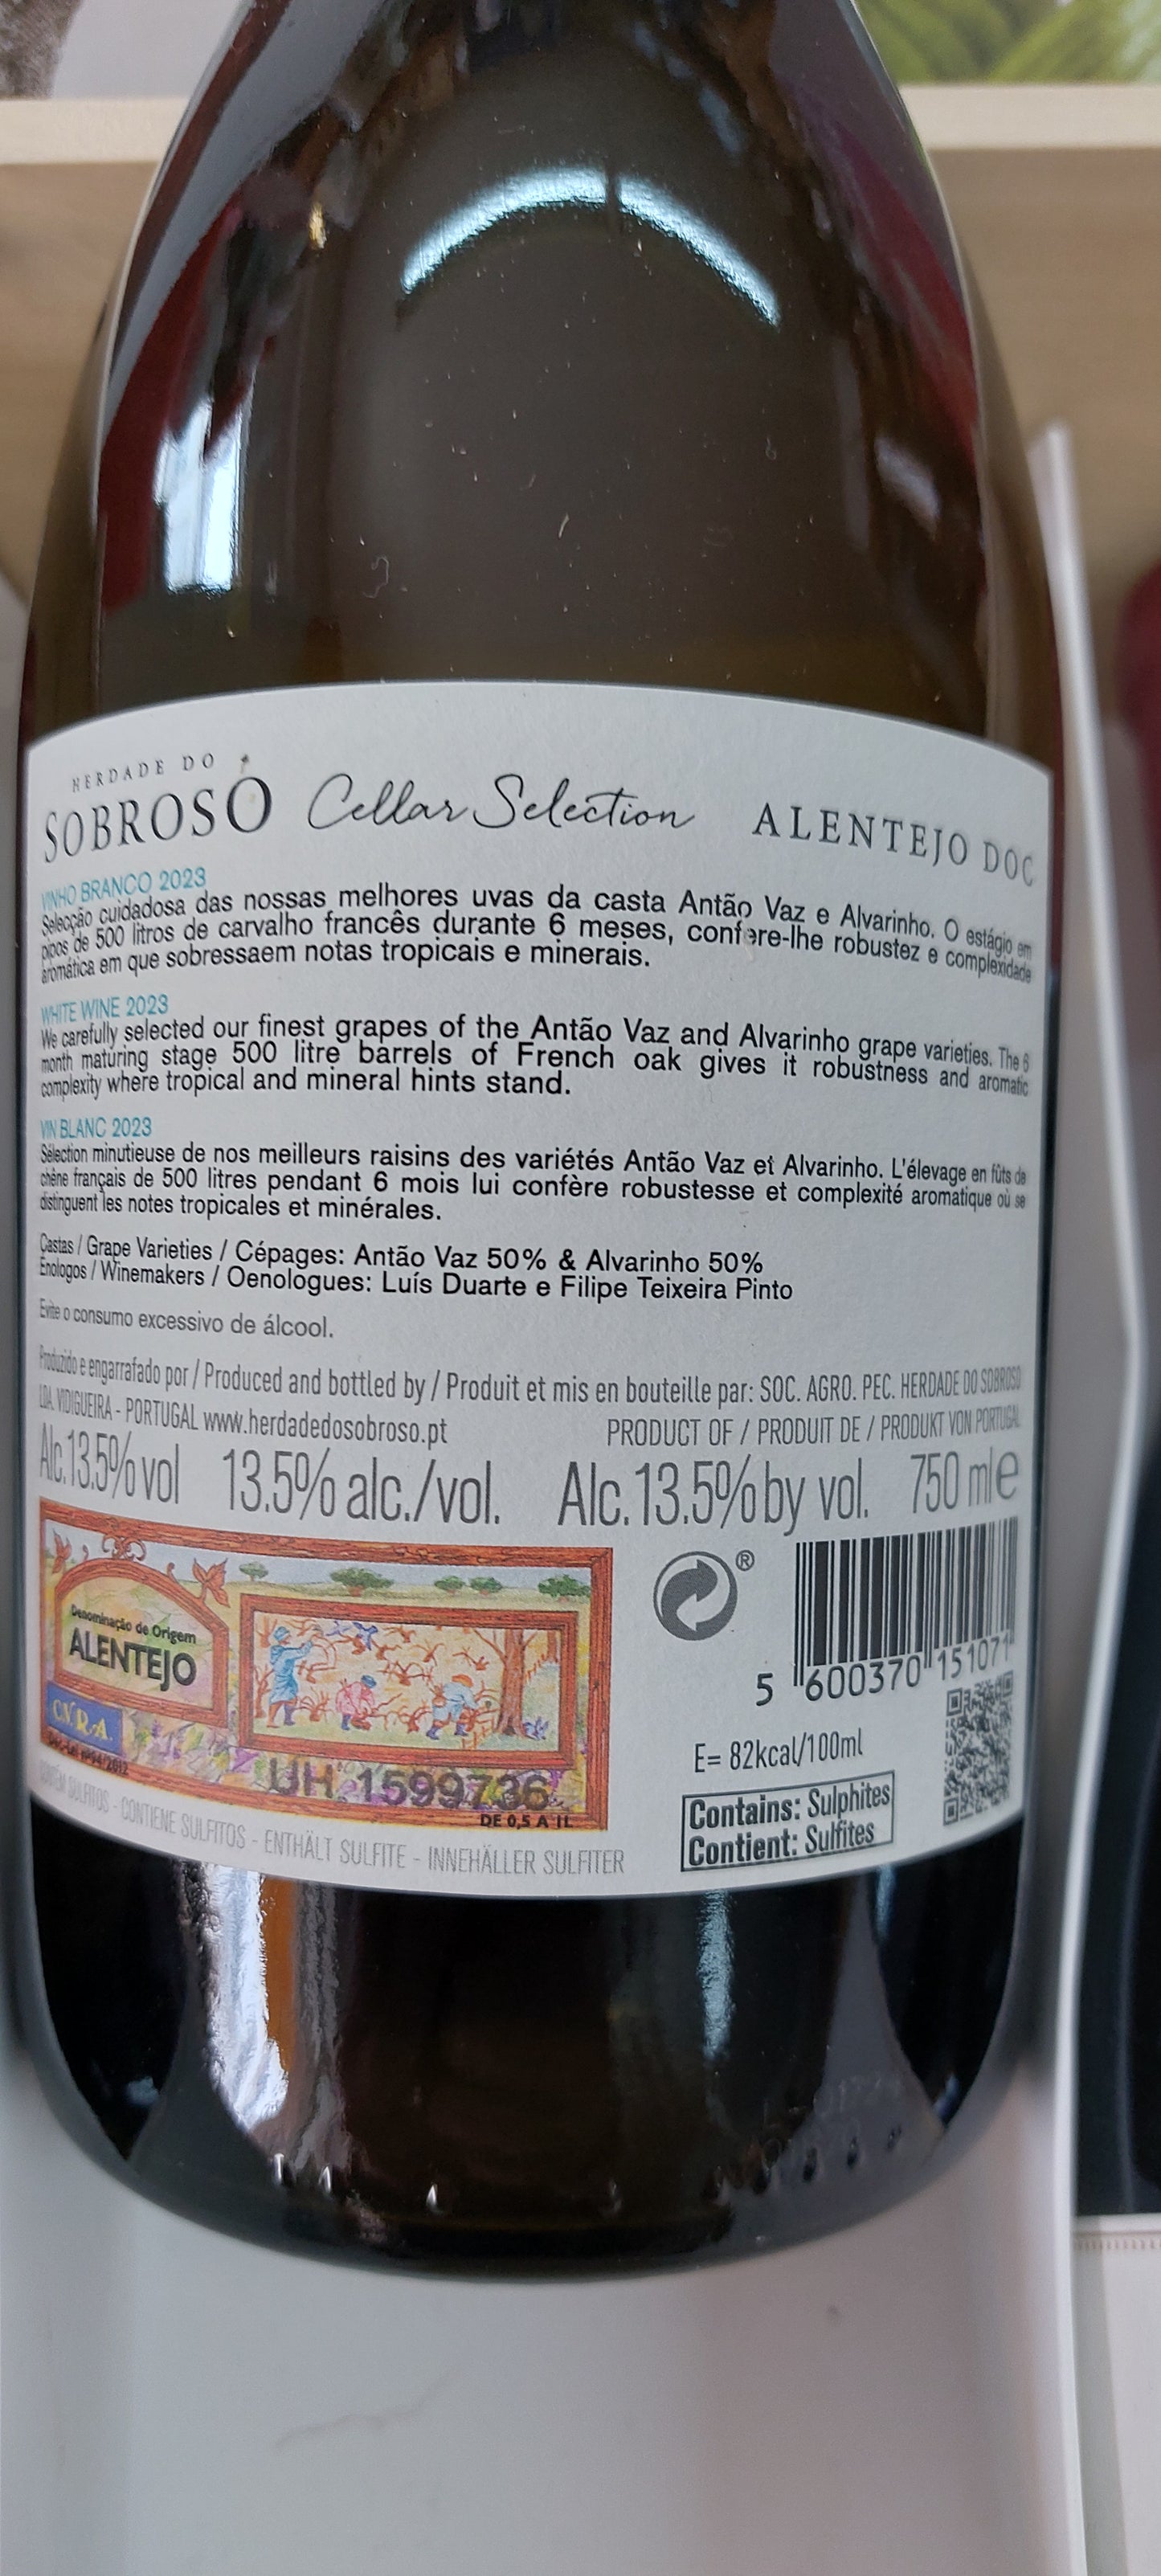 HERDADE DO
SOBROSO Cellar Selection ALENTEJO DOC
VINHO BRANCO 2023
Selecção cuidadosa das nossas melhores uvas da casta Antão Vaz e Alvarinho. O estágio em
pipos de 500 litros de carvalho francês durante 6 meses, confere-lhe robustez e complexidade
aromática em que sobressaem notas tropicais e minerais.
WHITE WINE 2023
We carefully selected our finest grapes of the Antão Vaz and Alvarinho grape varieties. The 6
month maturing stage 500 litre barrels of French oak gives it robustness and aromatic
complexity where tropical and mineral hints stand.
VIN BLANC 2023
Sélection minutieuse de nos meilleurs raisins des variétés Antão Vaz et Alvarinho. L'élevage en fûts de
chêne français de 500 litres pendant 6 mois lui confère robustesse et complexité aromatique où se
distinguent les notes tropicales et minérales.
Castas / Grape Varieties / Cépages: Antão Vaz 50% & Alvarinho 50%
Enologos / Winemakers / Oenologues: Luís Duarte e Filipe Teixeira Pinto
Evite o consumo excessivo de álcool.
Produzido e engarrafado por / Produced and bottled by / Produit et mis en bouteille par: SOC. AGRO. PEC. HERDADE DO SOBROSO
LDA. VIDIGUEIRA - PORTUGAL www.herdadedosobroso.pt PRODUCT OF / PRODUIT DE / PRODUKT VON PORTUGAL
Alc.13.5% vol 13.5% alc./vol. Alc.13.5% by vol. 750 ml e
Denominação de Origem
ALENTEJO
C.V.R.A.
UH 1599736
DE 0,5 A 1L
®
5 600370 151071
E= 82kcal/100ml
Contains: Sulphites
Contient: Sulfites
CONTÉM SULFITOS - CONTIENE SULFITOS - ENTHÄLT SULFITE - INNEHÄLLER SULFITER